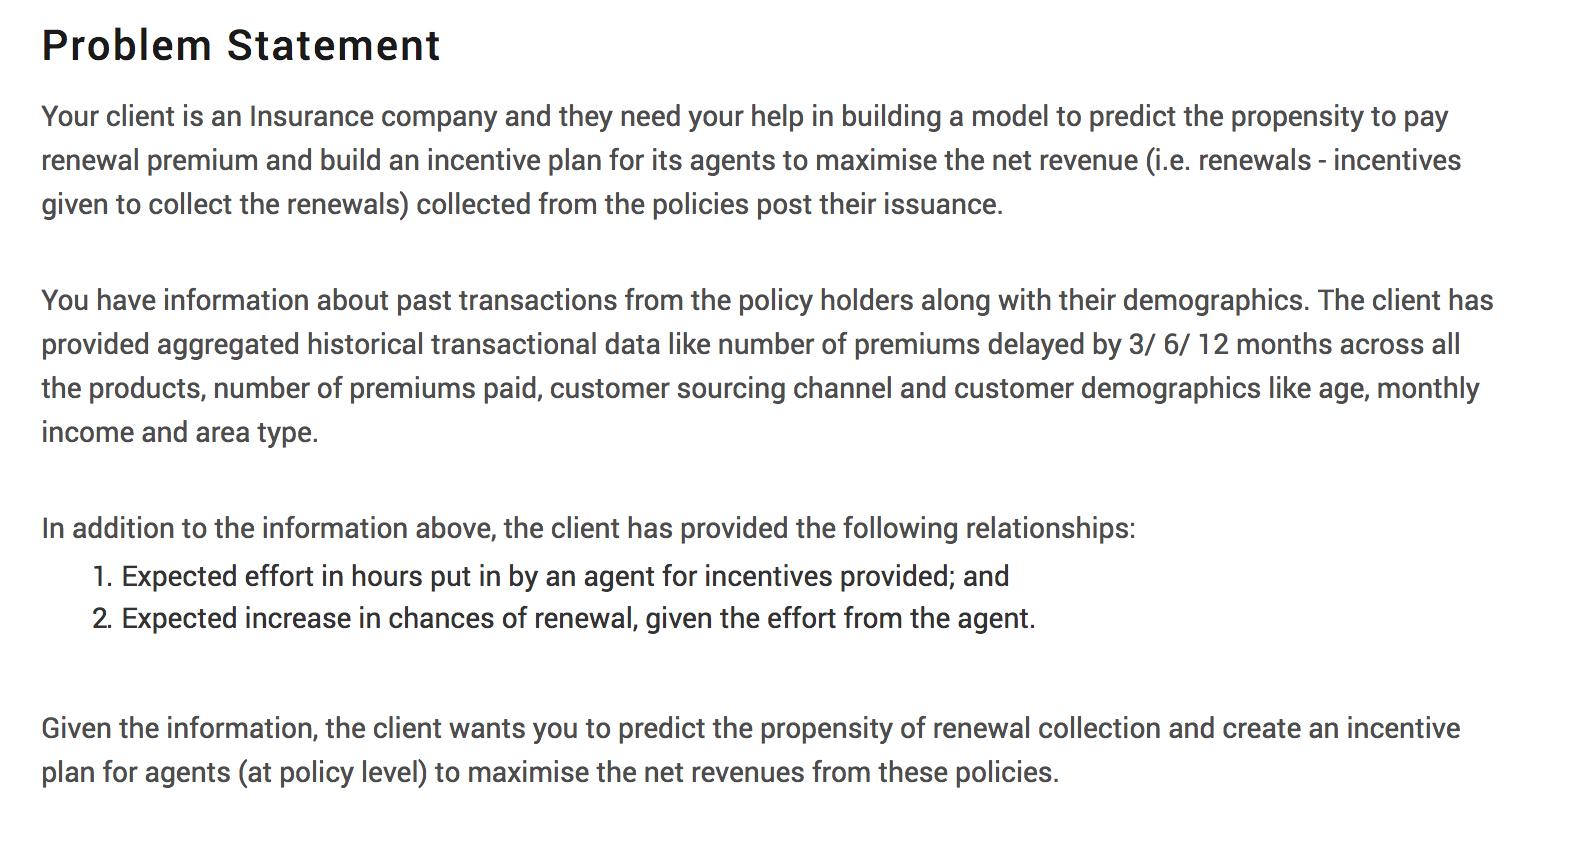 Problem Statement
Your client is an Insurance company and they need your help in building a model to predict the propensity to pay
renewal premium and build an incentive plan for its agents to maximise the net revenue (i.e. renewals - incentives
given to collect the renewals) collected from the policies post their issuance.
You have information about past transactions from the policy holders along with their demographics. The client has
provided aggregated historical transactional data like number of premiums delayed by 3/ 6/ 12 months across all
the products, number of premiums paid, customer sourcing channel and customer demographics like age, monthly
income and area type.
In addition to the information above, the client has provided the following relationships:
1. Expected effort in hours put in by an agent for incentives provided; and
2. Expected increase in chances of renewal, given the effort from the agent.
Given the information, the client wants you to predict the propensity of renewal collection and create an incentive
plan for agents (at policy level) to maximise the net revenues from these policies.